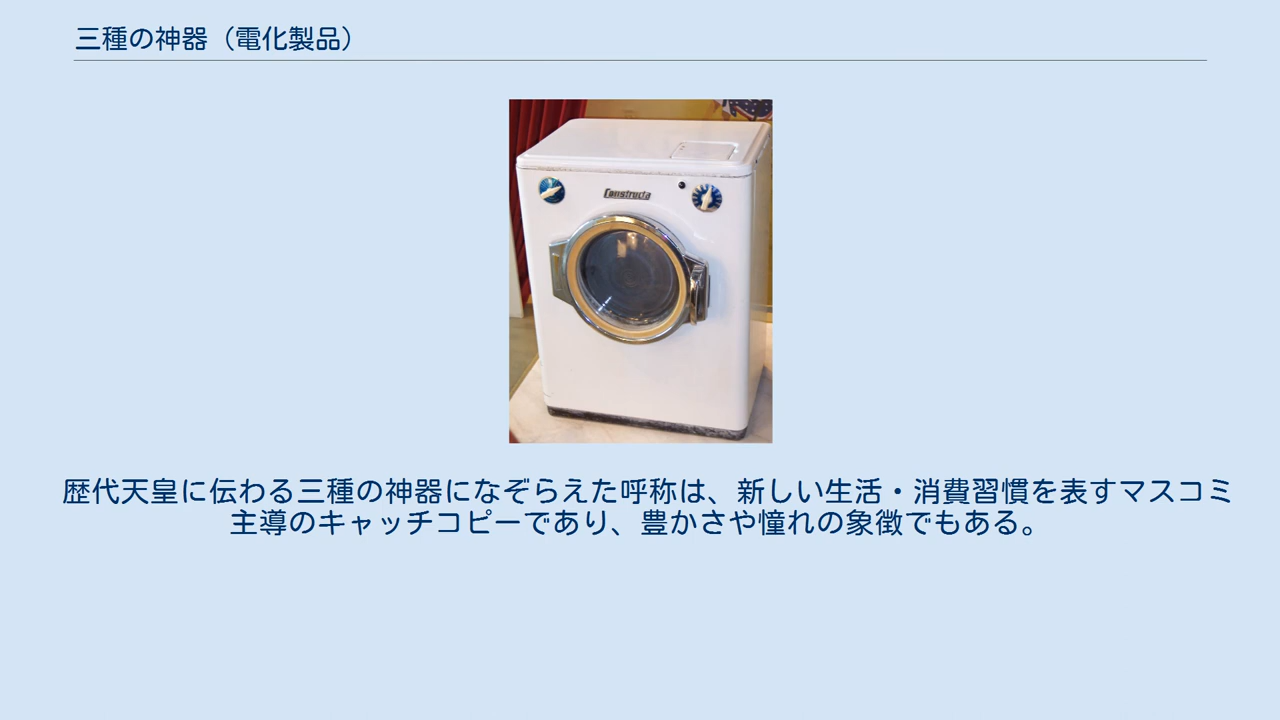 三種の神器（電化製品）
Constructa
歴代天皇に伝わる三種の神器になぞらえた呼称は、新しい生活・消費習慣を表すマスコミ
主導のキャッチコピーであり、豊かさや憧れの象徴でもある。